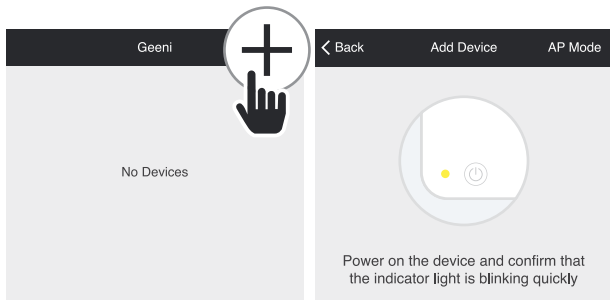 Geeni
No Devices
Back
Add Device
AP Mode
Power on the device and confirm that
the indicator light is blinking quickly